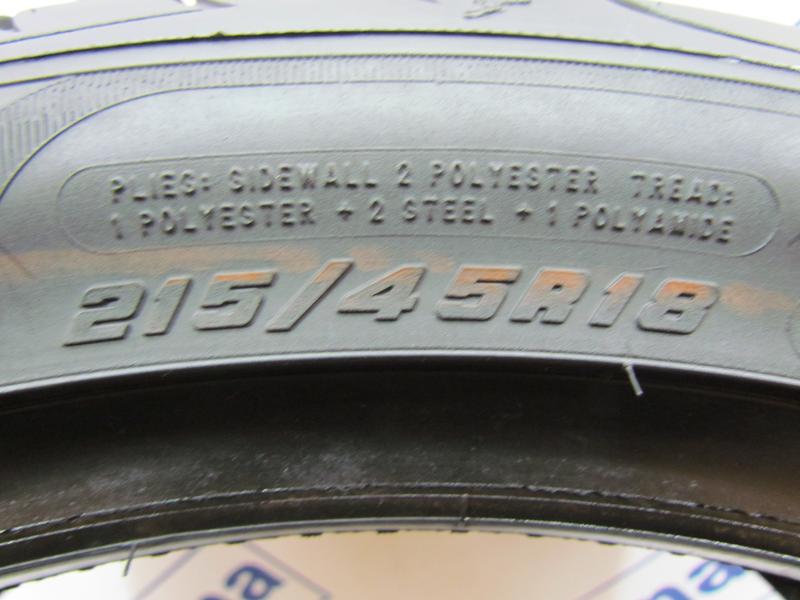 PLIES: SIDEWALL 2 POLYESTER TREAD:
1 POLYESTER + 2 STEEL + 1 POLYAMIDE
215/45R18